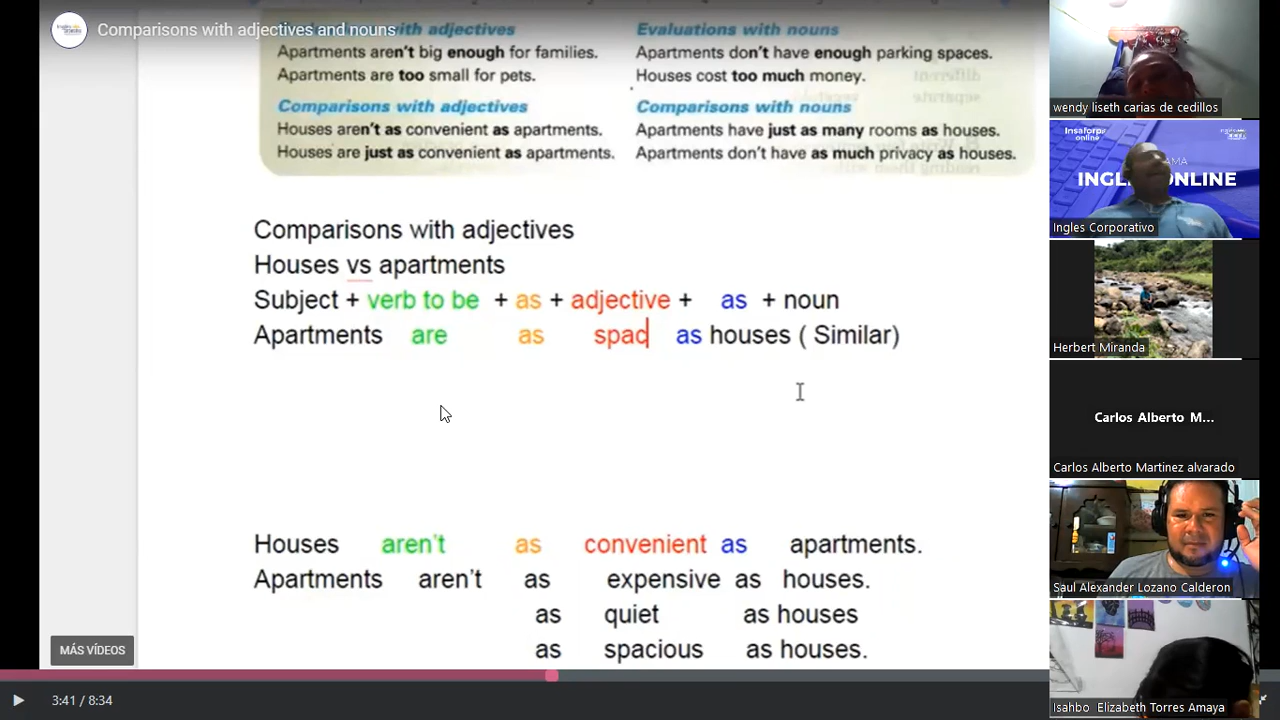 Comparisons with adjectives and nouns
with adjectives
Evaluations with nouns
Apartments aren't big enough for families.
Apartments don't have enough parking spaces.
Apartments are too small for pets.
Houses cost too much money.
Comparisons with adjectives
Comparisons with nouns
Houses aren't as convenient as apartments.
Apartments have just as many rooms as houses.
Houses are just as convenient as apartments.
Apartments don't have as much privacy as houses.
Comparisons with adjectives
Houses vs apartments
Subject + verb to be + as + adjective + as + noun
Apartments are as spac as houses ( Similar)
Houses aren't as convenient as apartments.
Apartments aren't as expensive as houses.
as quiet as houses
as spacious as houses.
MÁS VÍDEOS
3:41 / 8:34
wendy liseth carias de cedillos
Insaforp
online
INGL ONLINE
Ingles Corporativo
Herbert Miranda
Carlos Alberto M...
Carlos Alberto Martinez alvarado
Saul Alexander Lozano Calderon
Isahbo Elizabeth Torres Amaya